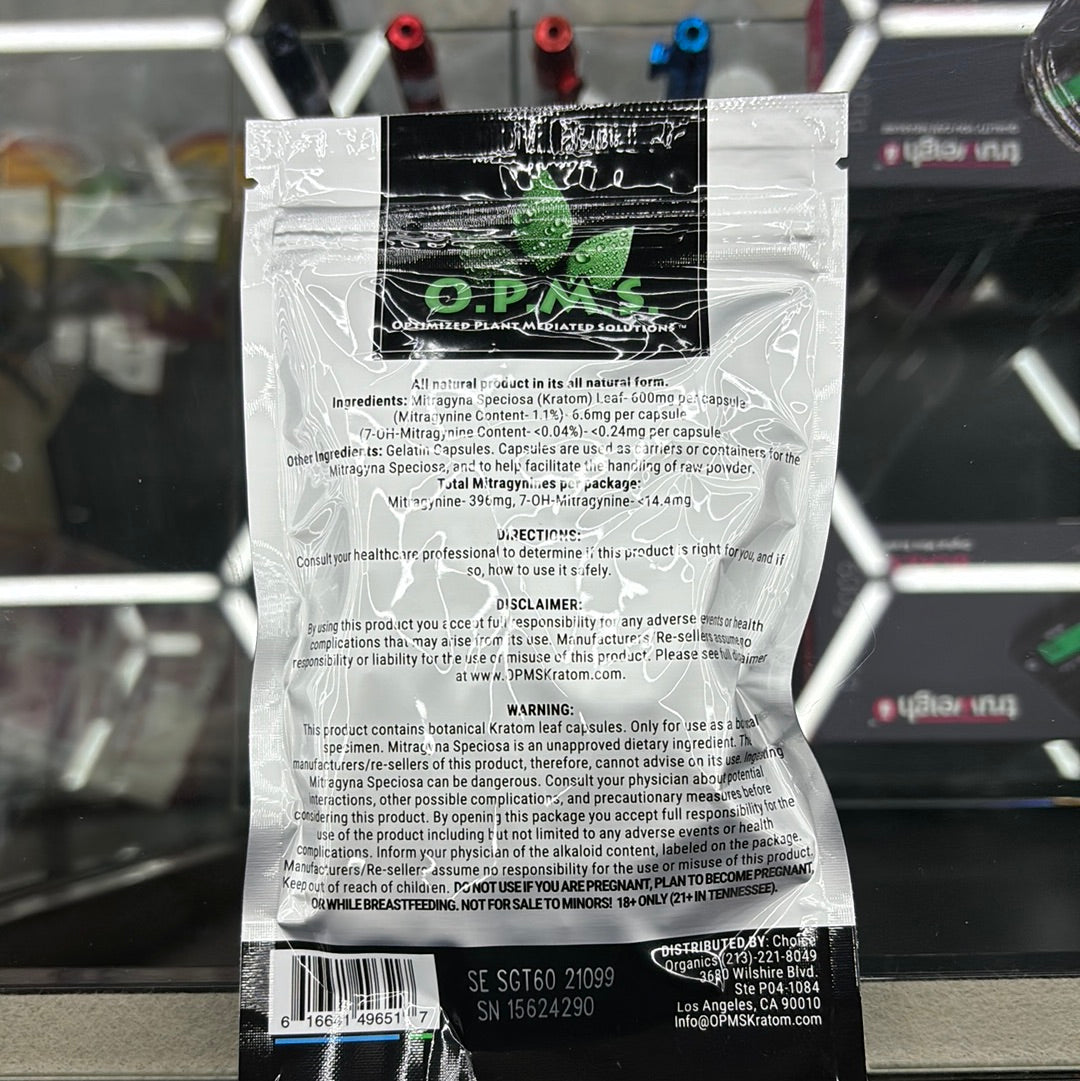 O.P.M.S.
OPTIMIZED PLANT MEDIATED SOLUTIONS™
All natural product in its all natural form.
Ingredients: Mitragyna Speciosa (Kratom) Leaf- 600mg per capsule
(Mitragynine Content- 1.1%)- 6.6mg per capsule
(7-OH-Mitragynine Content- <0.04%)- <0.24mg per capsule
Other Ingredients: Gelatin Capsules. Capsules are used as carriers or containers for the
Mitragyna Speciosa, and to help facilitate the handling of raw powder.
Total Mitragynines per package:
Mitragynine- 396mg, 7-OH-Mitragynine- <14.4mg
DIRECTIONS:
Consult your healthcare professional to determine if this product is right for you, and if
so, how to use it safely.
DISCLAIMER:
By using this product you accept full responsibility for any adverse events or health
complications that may arise from its use. Manufacturers/Re-sellers assume no
responsibility or liability for the use or misuse of this product. Please see full disclaimer
at www.OPMSKratom.com.
WARNING:
This product contains botanical Kratom leaf capsules. Only for use as a botanical
specimen. Mitragyna Speciosa is an unapproved dietary ingredient. The
manufacturers/re-sellers of this product, therefore, cannot advise on its use. Ingesting
Mitragyna Speciosa can be dangerous. Consult your physician about potential
interactions, other possible complications, and precautionary measures before
considering this product. By opening this package you accept full responsibility for the
use of the product including but not limited to any adverse events or health
complications. Inform your physician of the alkaloid content, labeled on the package.
Manufacturers/Re-sellers assume no responsibility for the use or misuse of this product.
Keep out of reach of children. DO NOT USE IF YOU ARE PREGNANT, PLAN TO BECOME PREGNANT,
OR WHILE BREASTFEEDING. NOT FOR SALE TO MINORS! 18+ ONLY (21+ IN TENNESSEE).
6 16641 49651 7
SE SGT60 21099
SN 15624290
DISTRIBUTED BY: Choice
Organics (213)-221-8049
3680 Wilshire Blvd.
Ste P04-1084
Los Angeles, CA 90010
Info@OPMSKratom.com
truweigh
truweigh